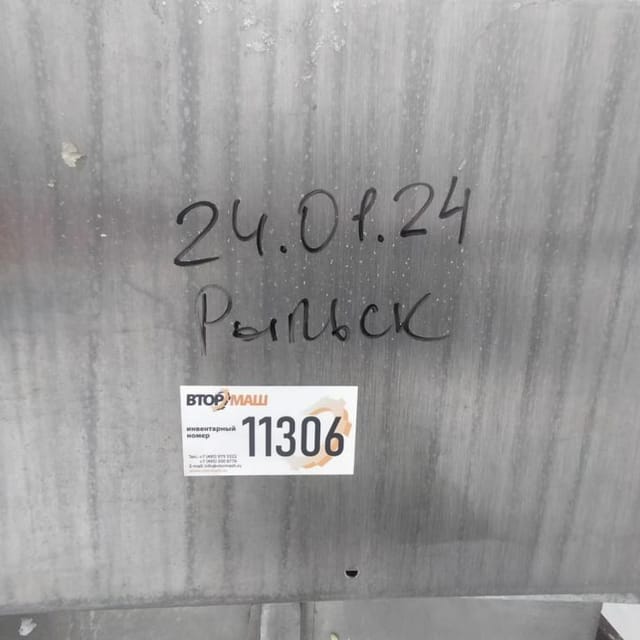 24.01.24
Рыльск
ВТОРМАШ
инвентарный
номер
11306